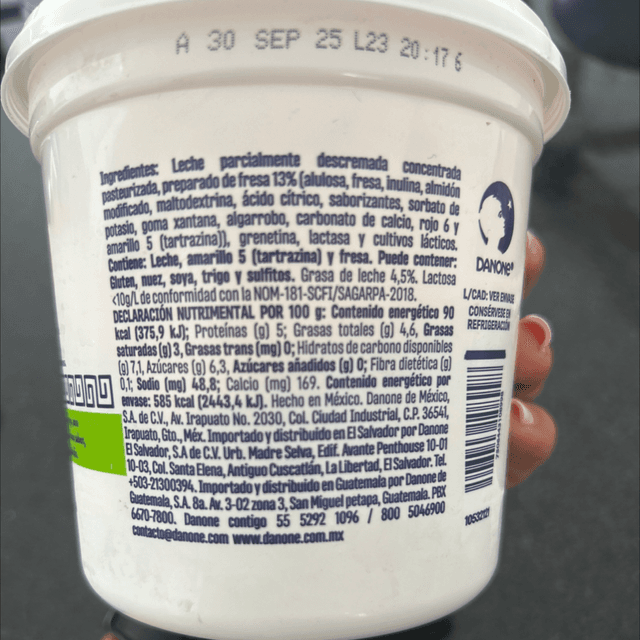 A 30 SEP 25 L23 20:17 6
Ingredientes: Leche parcialmente descremada concentrada
pasteurizada, preparado de fresa 13% (alulosa, fresa, inulina, almidón
modificado, maltodextrina, ácido cítrico, saborizantes, sorbato de
potasio, goma xantana, algarrobo, carbonato de calcio, rojo 6 y
amarillo 5 (tartrazina)), grenetina, lactasa y cultivos lácticos.
Contiene: Leche, amarillo 5 (tartrazina) y fresa. Puede contener:
Gluten, nuez, soya, trigo y sulfitos. Grasa de leche 4,5%. Lactosa
<10g/L de conformidad con la NOM-181-SCFI/SAGARPA-2018.
DECLARACIÓN NUTRIMENTAL POR 100 g: Contenido energético 90
kcal (375,9 kJ); Proteínas (g) 5; Grasas totales (g) 4,6, Grasas
saturadas (g) 3, Grasas trans (mg) 0; Hidratos de carbono disponibles
(g) 7,1, Azúcares (g) 6,3, Azúcares añadidos (g) 0; Fibra dietética (g)
0,1; Sodio (mg) 48,8; Calcio (mg) 169. Contenido energético por
envase: 585 kcal (2443,4 kJ). Hecho en México. Danone de México,
S.A. de C.V., Av. Irapuato No. 2030, Col. Ciudad Industrial, C.P. 36541,
Irapuato, Gto., Méx. Importado y distribuido en El Salvador por Danone
El Salvador, S.A de C.V. Urb. Madre Selva, Edif. Avante Penthouse 10-01
10-03, Col. Santa Elena, Antiguo Cuscatlán, La Libertad, El Salvador. Tel.
+503-21300394. Importado y distribuido en Guatemala por Danone de
Guatemala, S.A. 8a. Av. 3-02 zona 3, San Miguel petapa, Guatemala. PBX
6670-7800. Danone contigo 55 5292 1096 / 800 5046900
contacto@danone.com www.danone.com.mx
DANONE®
L/CAD: VER ENVASE
CONSÉRVESE EN
REFRIGERACIÓN